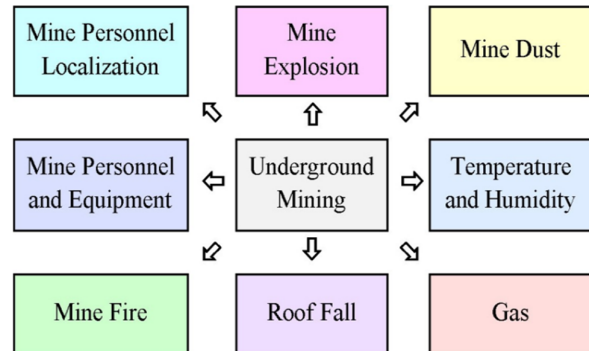 Mine Personnel
Localization
Mine
Explosion
Mine Dust
Mine Personnel
and Equipment
Underground
Mining
Temperature
and Humidity
Mine Fire
Roof Fall
Gas